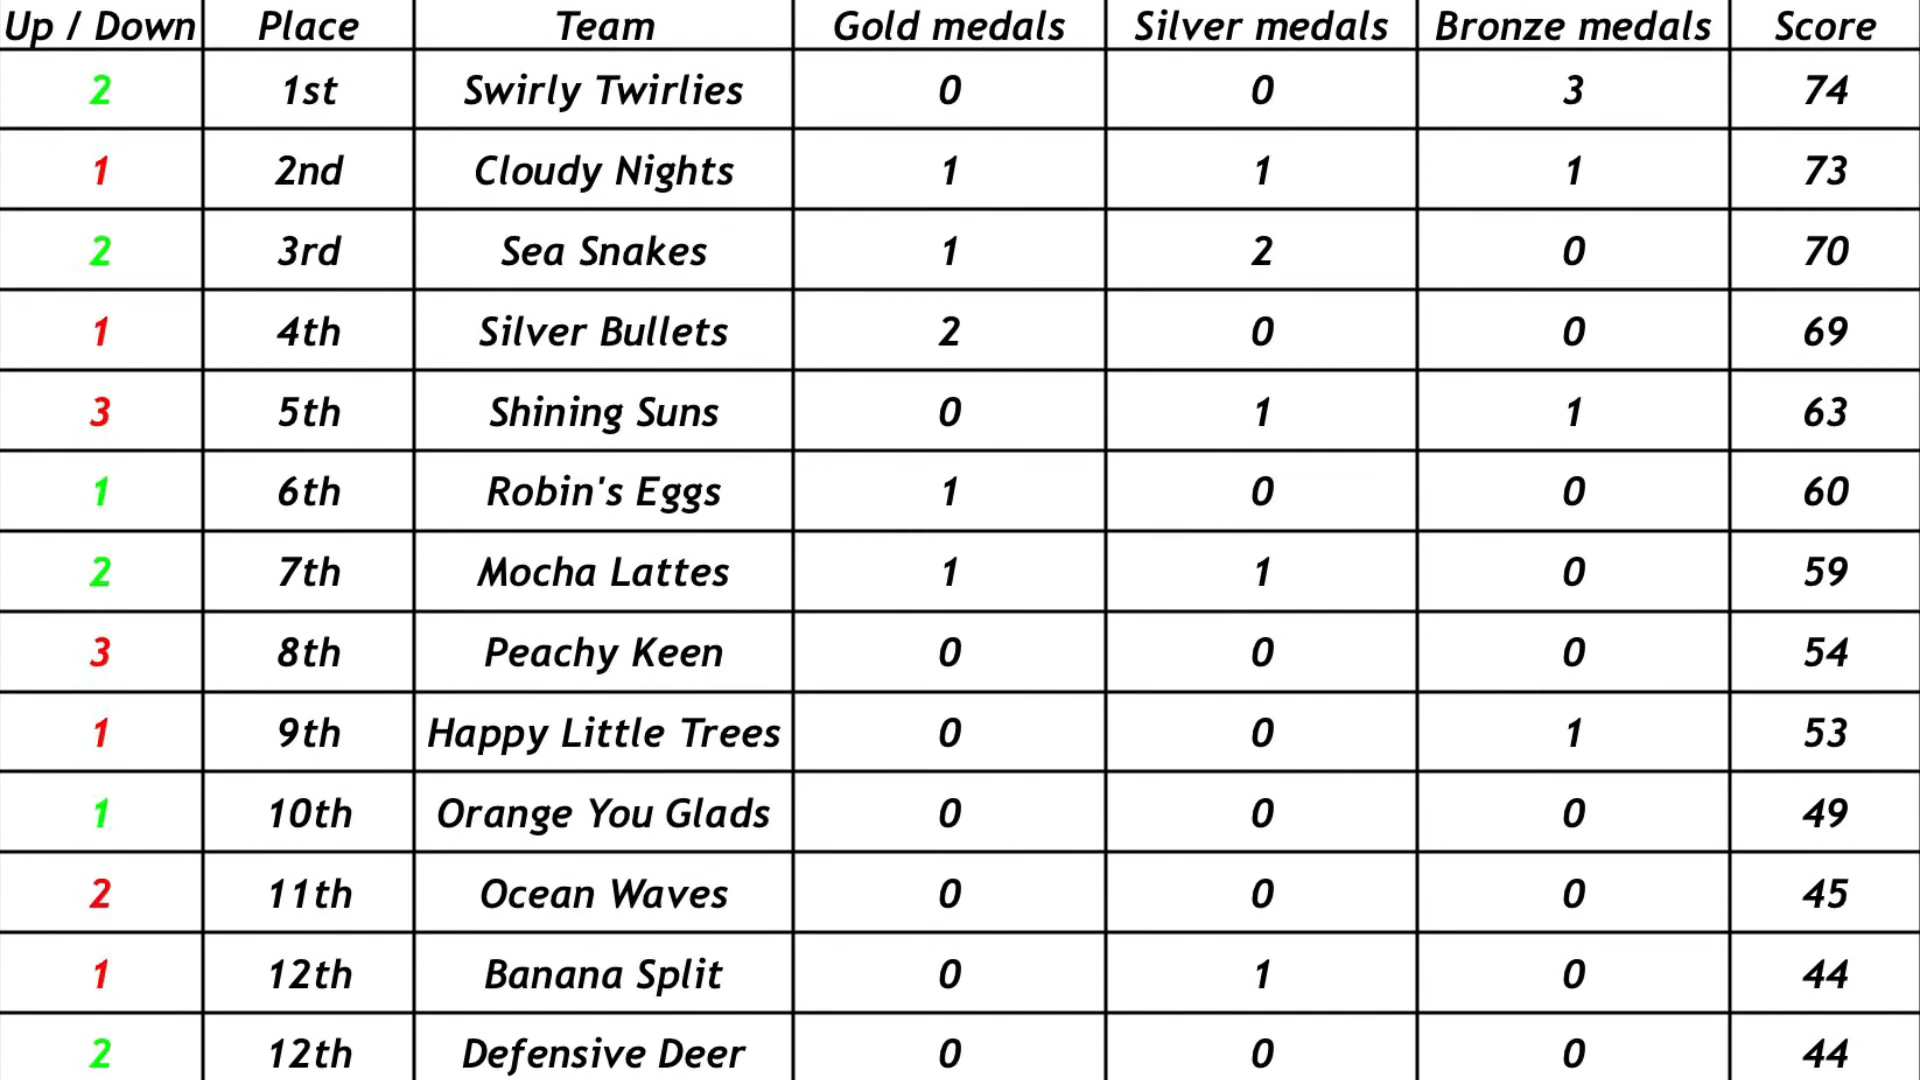 Up / Down Place Team Gold medals Silver medals Bronze medals Score
2 1st Swirly Twirlies 0 0 3 74
1 2nd Cloudy Nights 1 1 1 73
2 3rd Sea Snakes 1 2 0 70
1 4th Silver Bullets 2 0 0 69
3 5th Shining Suns 0 1 1 63
1 6th Robin's Eggs 1 0 0 60
2 7th Mocha Lattes 1 1 0 59
3 8th Peachy Keen 0 0 0 54
1 9th Happy Little Trees 0 0 1 53
1 10th Orange You Glads 0 0 0 49
2 11th Ocean Waves 0 0 0 45
1 12th Banana Split 0 1 0 44
2 12th Defensive Deer 0 0 0 44